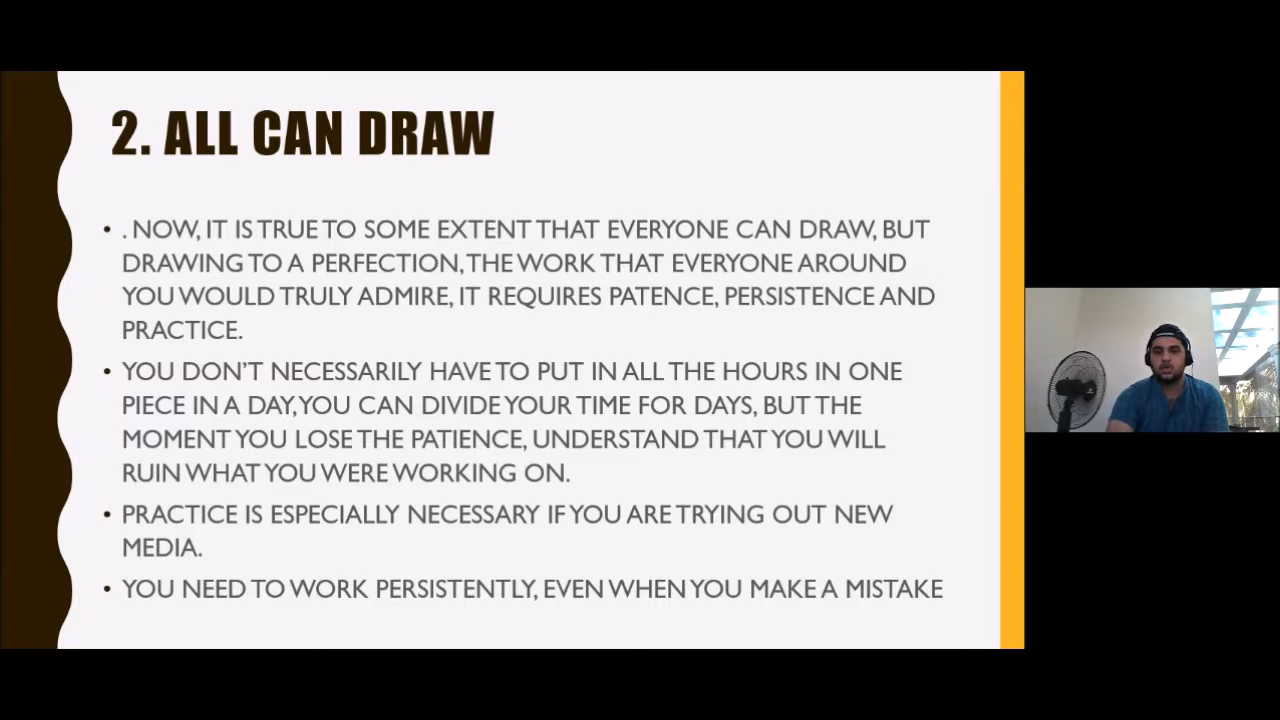 2. ALL CAN DRAW
• . NOW, IT IS TRUE TO SOME EXTENT THAT EVERYONE CAN DRAW, BUT
DRAWING TO A PERFECTION, THE WORK THAT EVERYONE AROUND
YOU WOULD TRULY ADMIRE, IT REQUIRES PATENCE, PERSISTENCE AND
PRACTICE.
• YOU DON'T NECESSARILY HAVE TO PUT IN ALL THE HOURS IN ONE
PIECE IN A DAY, YOU CAN DIVIDE YOUR TIME FOR DAYS, BUT THE
MOMENT YOU LOSE THE PATIENCE, UNDERSTAND THAT YOU WILL
RUIN WHAT YOU WERE WORKING ON.
• PRACTICE IS ESPECIALLY NECESSARY IF YOU ARE TRYING OUT NEW
MEDIA.
• YOU NEED TO WORK PERSISTENTLY, EVEN WHEN YOU MAKE A MISTAKE